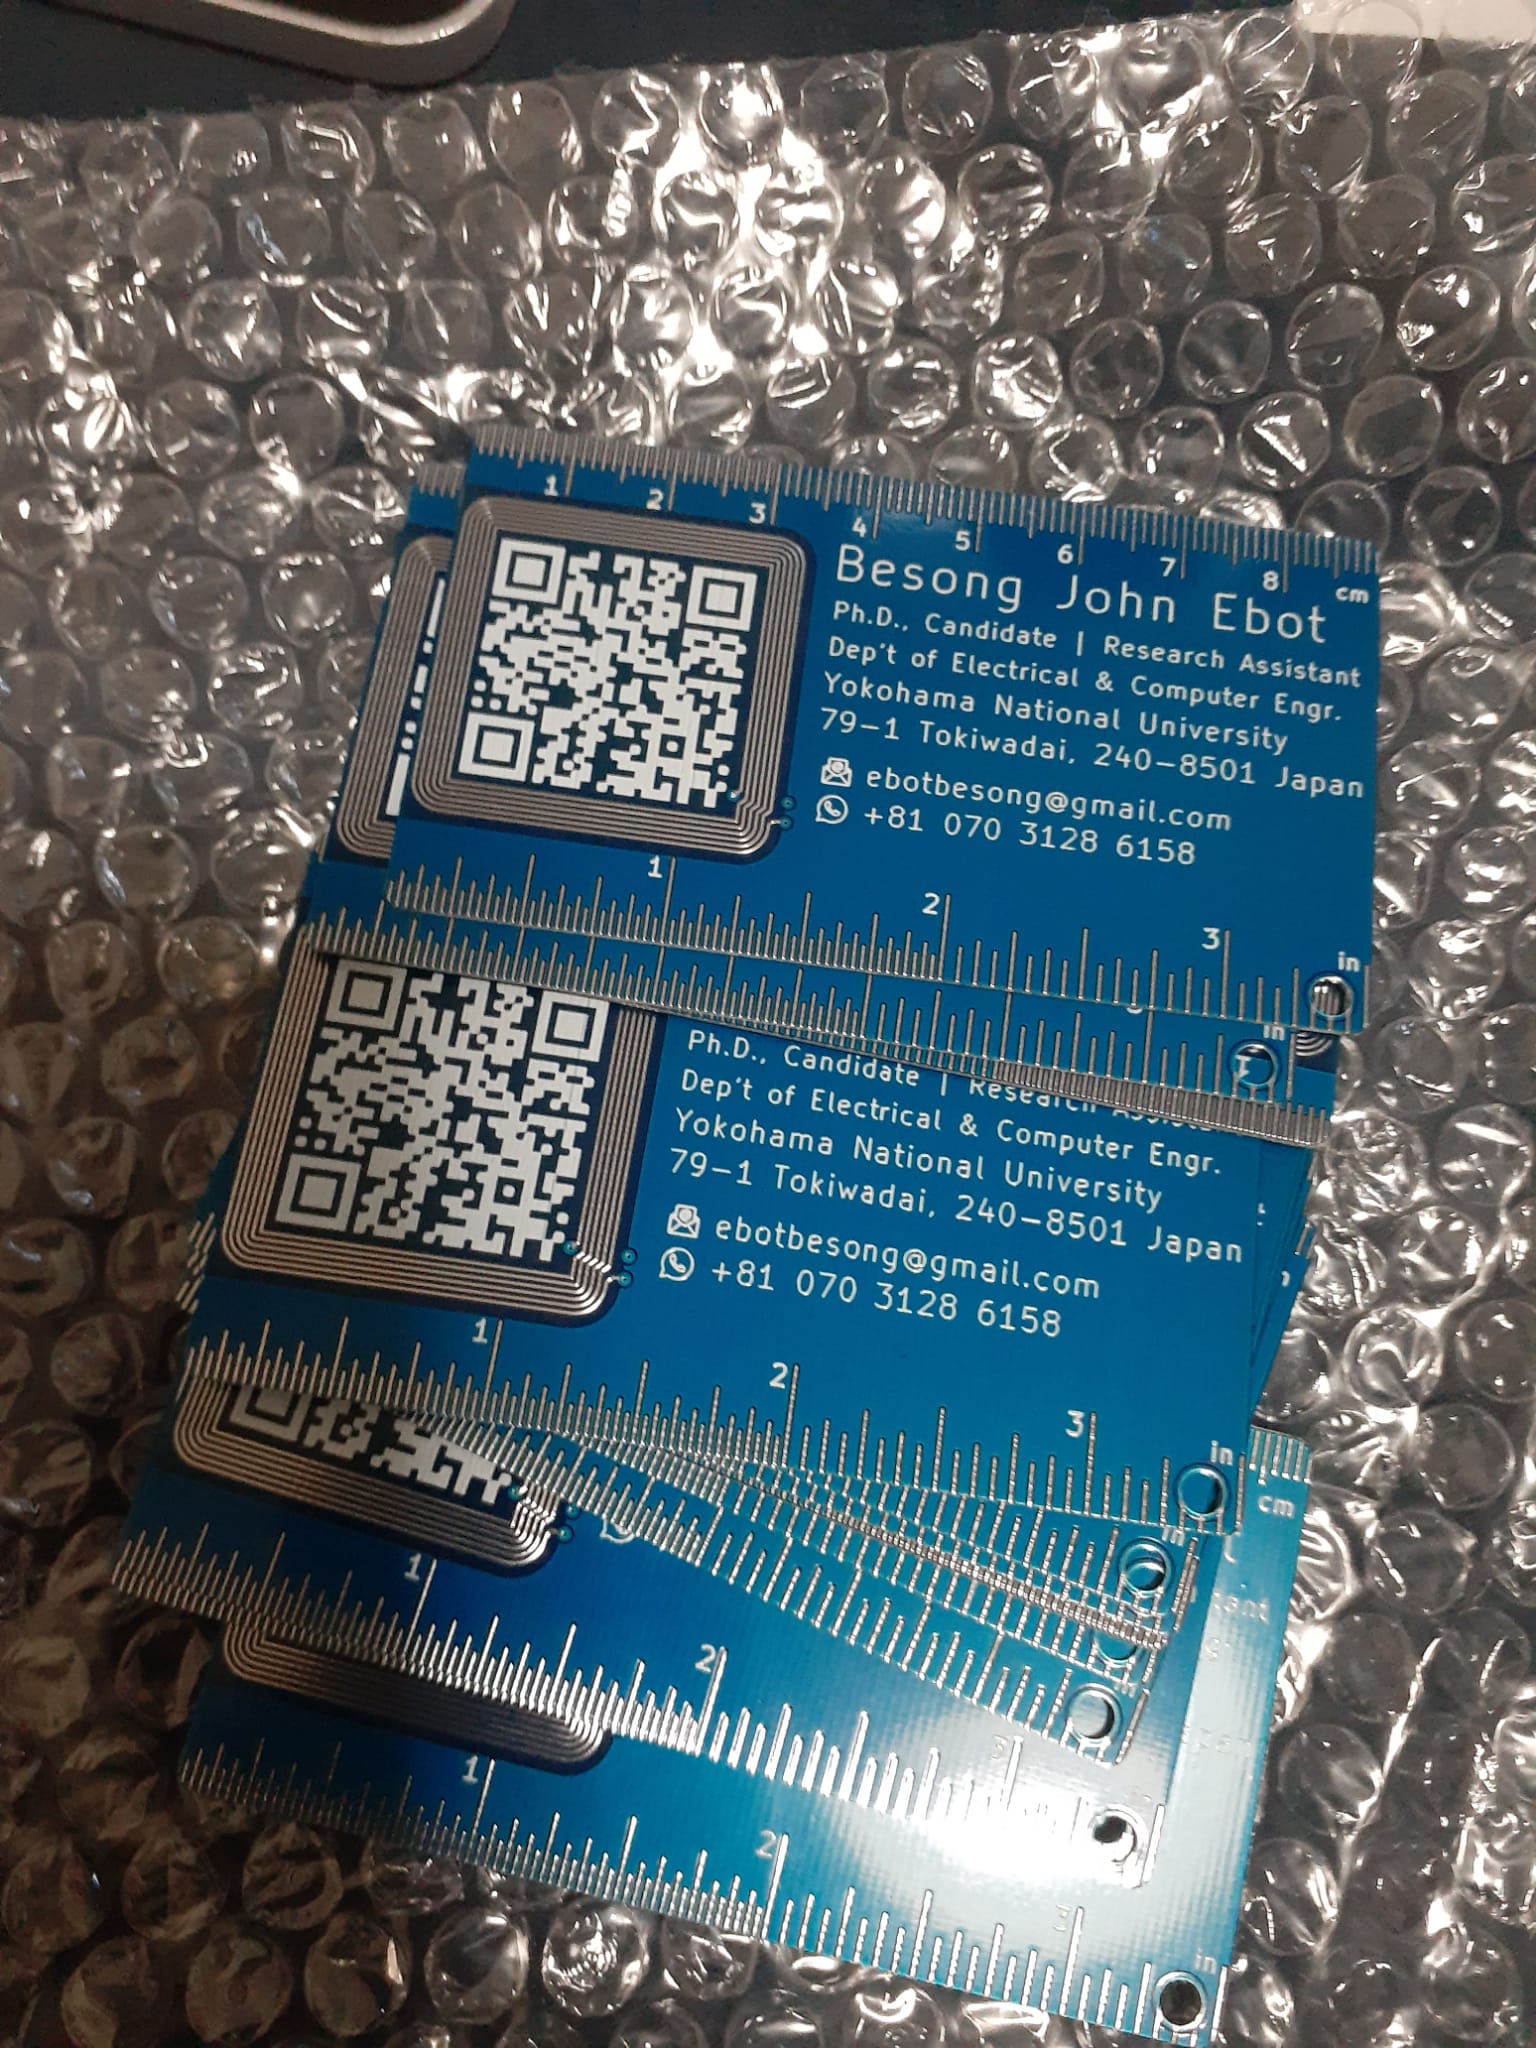 1 2 3 4 5 6 7 8 cm
Besong John Ebot
Ph.D., Candidate | Research Assistant
Dep't of Electrical & Computer Engr.
Yokohama National University
79-1 Tokiwadai, 240-8501 Japan
ebotbesong@gmail.com
+81 070 3128 6158
1 2 3 in
in
Ph.D., Candidate | Research
Dep't of Electrical & Computer Engr.
Yokohama National University
79-1 Tokiwadai, 240-8501 Japan
ebotbesong@gmail.com
+81 070 3128 6158
1 2 3 in
cm
in
1 2 3
1 2 3 in